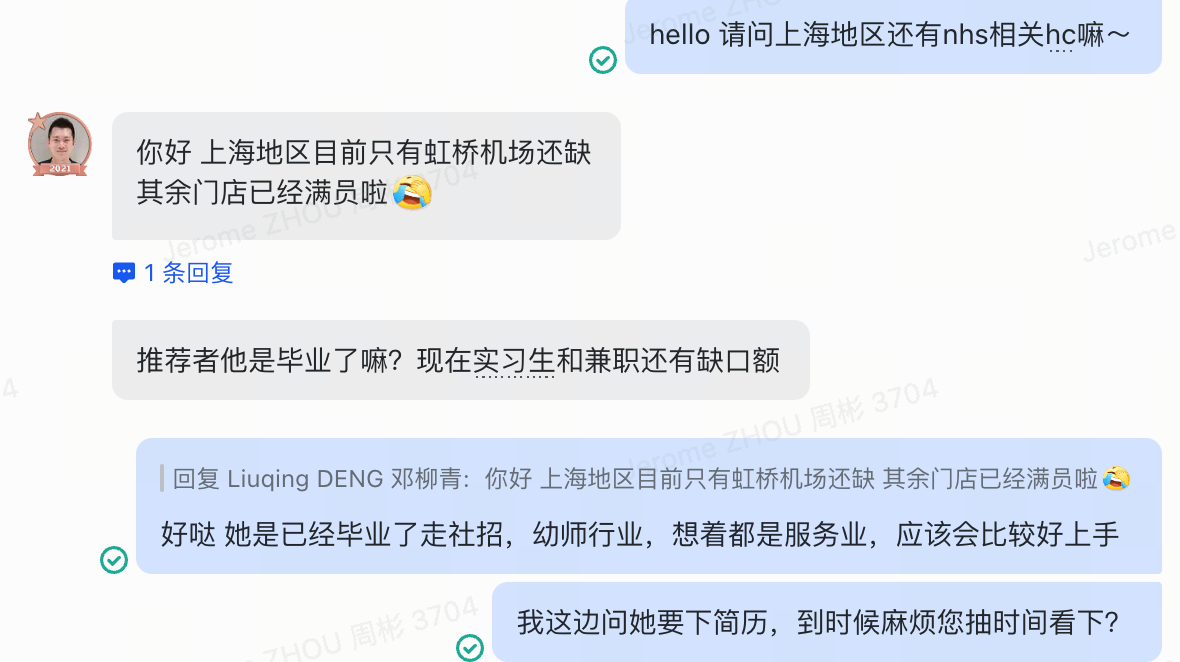 hello 请问上海地区还有nhs相关hc嘛～
你好 上海地区目前只有虹桥机场还缺
其余门店已经满员啦🤣
2021
1 条回复
推荐者他是毕业了嘛？现在实习生和兼职还有缺口额
回复 Liuqing DENG 邓柳青：你好 上海地区目前只有虹桥机场还缺 其余门店已经满员啦🤣
好哒 她是已经毕业了走社招，幼师行业，想着都是服务业，应该会比较好上手
我这边问她要下简历，到时候麻烦您抽时间看下？
Jerome ZHOU 周彬 3704